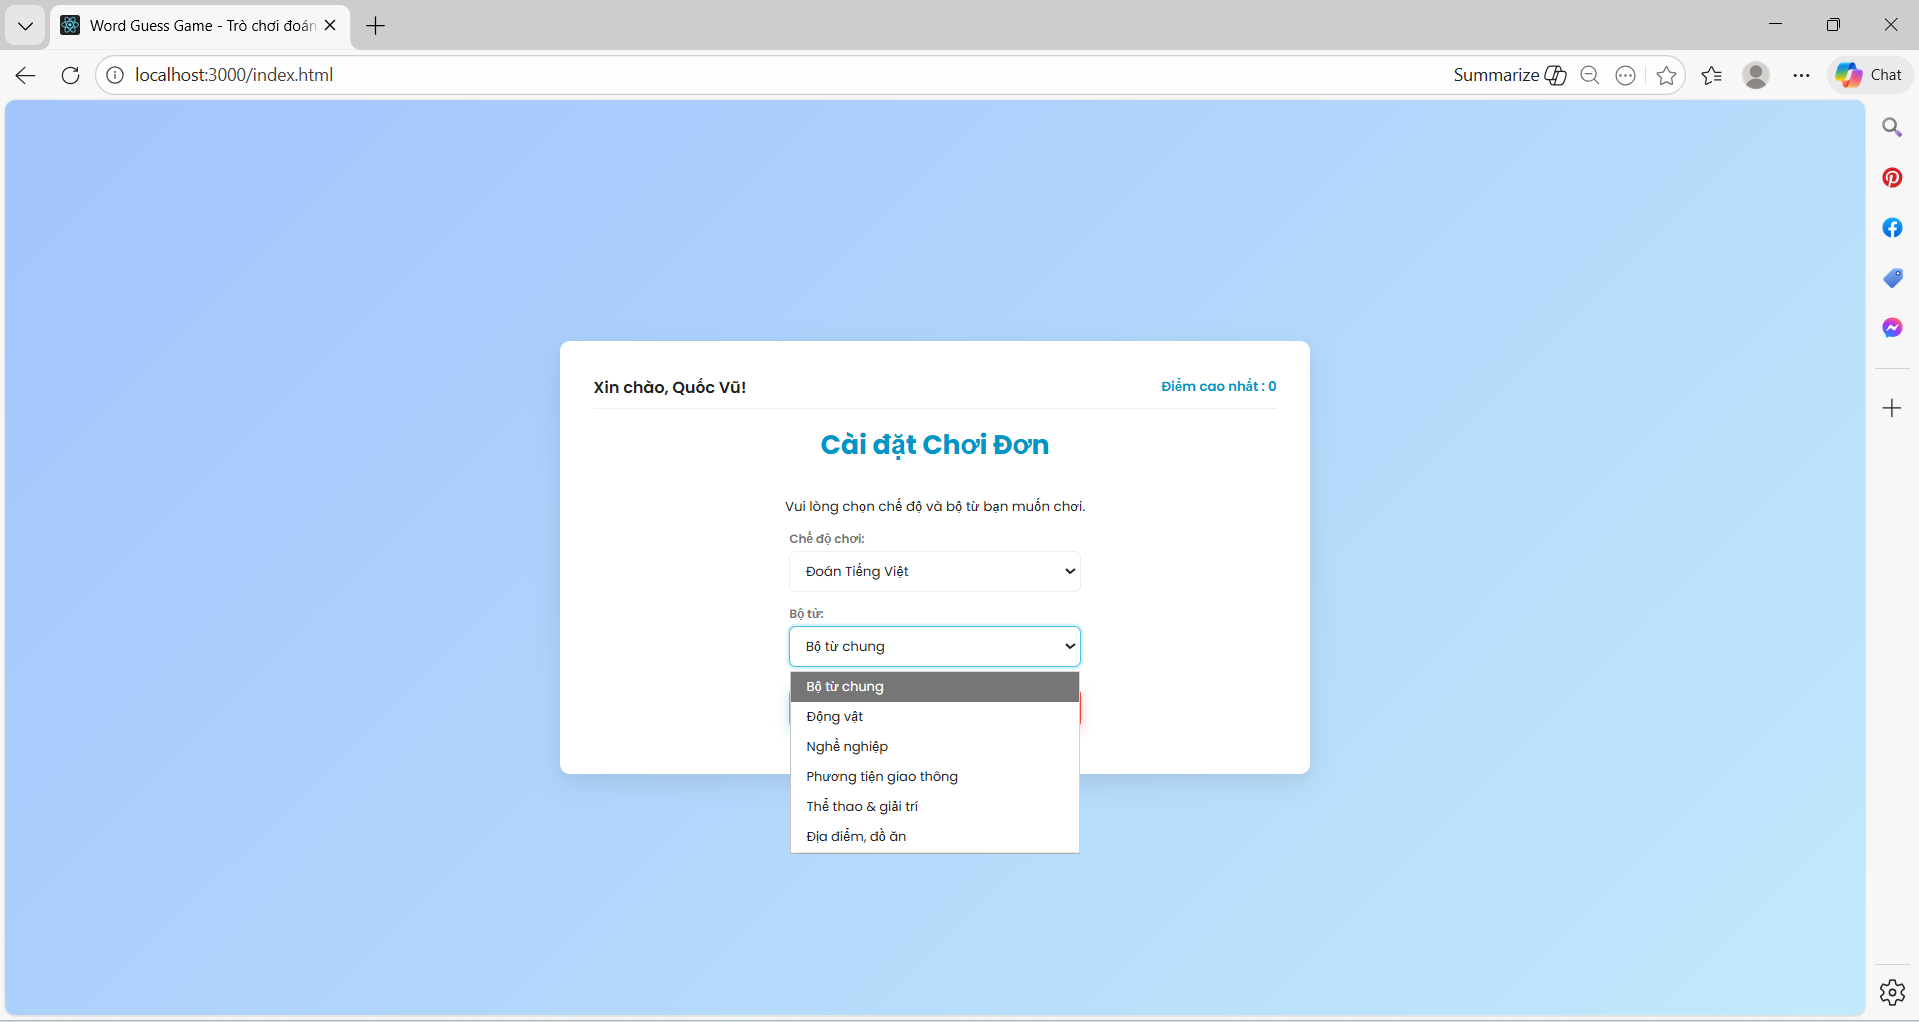 Word Guess Game - Trò chơi đoán
localhost:3000/index.html
Summarize
Chat
Xin chào, Quốc Vũ!
Điểm cao nhất : 0
Cài đặt Chơi Đơn
Vui lòng chọn chế độ và bộ từ bạn muốn chơi.
Chế độ chơi:
Đoán Tiếng Việt
Bộ từ:
Bộ từ chung
Bộ từ chung
Động vật
Nghề nghiệp
Phương tiện giao thông
Thể thao & giải trí
Địa điểm, đồ ăn